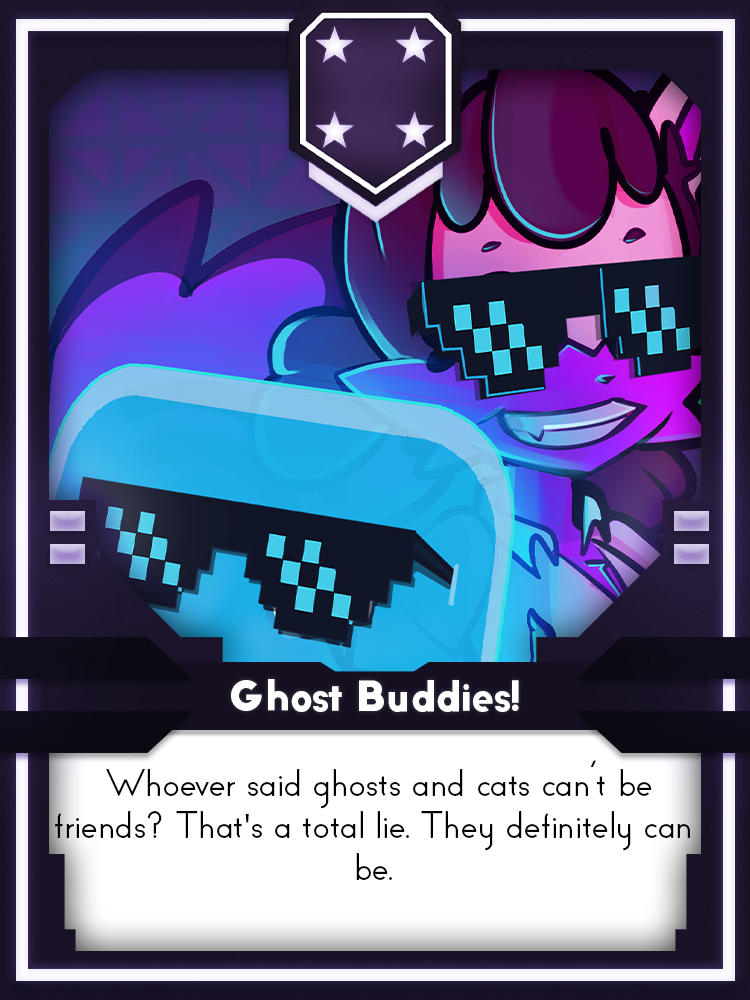 Ghost Buddies!
Whoever said ghosts and cats can't be
friends? That's a total lie. They definitely can
be.